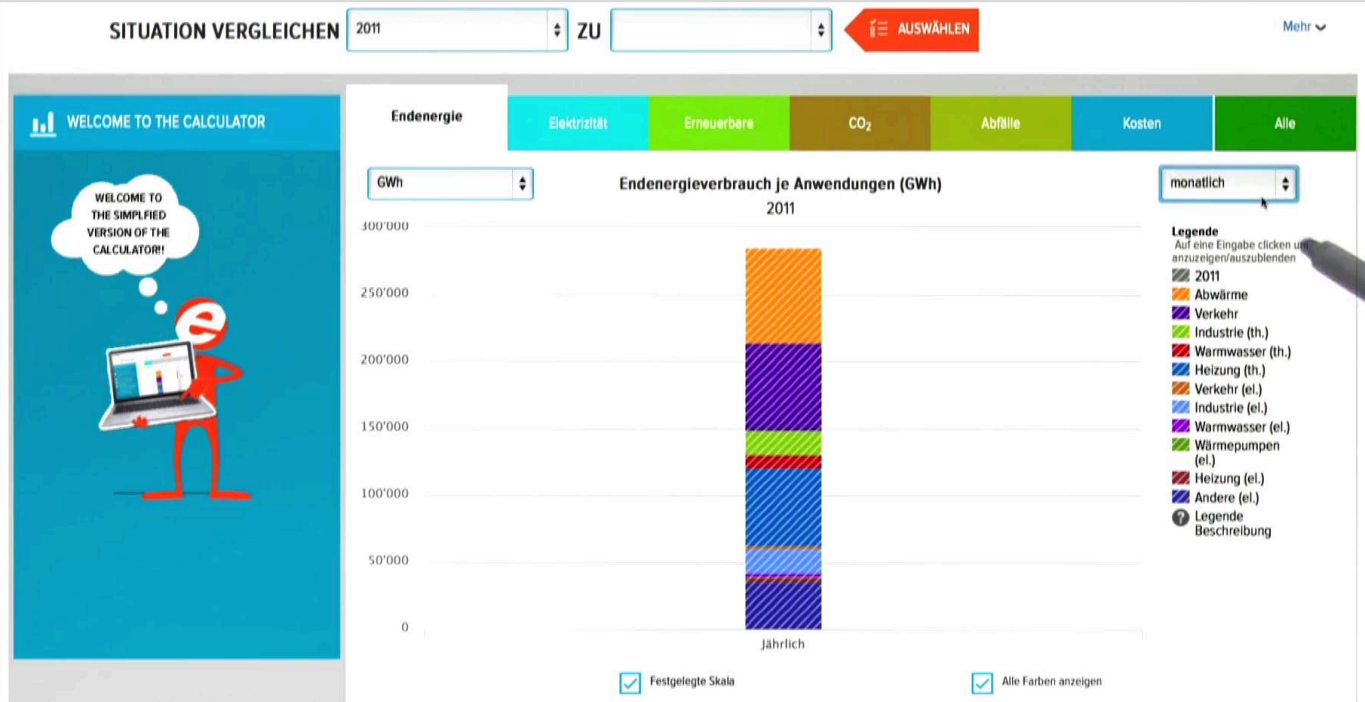 SITUATION VERGLEICHEN 2011 ZU AUSWÄHLEN Mehr
WELCOME TO THE CALCULATOR
WELCOME TO
THE SIMPLFIED
VERSION OF THE
CALCULATOR!!
e
Endenergie Elektrizität Erneuerbare CO₂ Abfälle Kosten Alle
GWh
Endenergieverbrauch je Anwendungen (GWh)
2011
monatlich
300'000
250'000
200'000
150'000
100'000
50'000
0
Jährlich
Legende
Auf eine Eingabe clicken um
anzuzeigen/auszublenden
2011
Abwärme
Verkehr
Industrie (th.)
Warmwasser (th.)
Heizung (th.)
Verkehr (el.)
Industrie (el.)
Warmwasser (el.)
Wärmepumpen
(el.)
Heizung (el.)
Andere (el.)
? Legende
Beschreibung
Festgelegte Skala
Alle Farben anzeigen